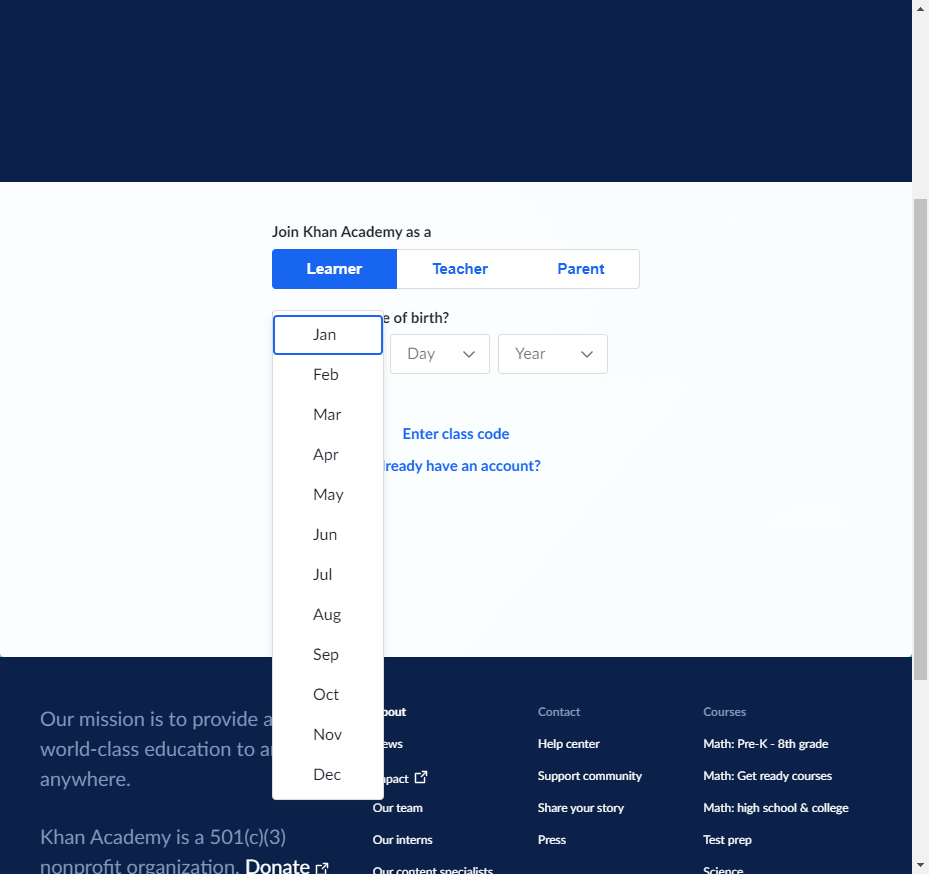 Join Khan Academy as a
Learner
Teacher
Parent
e of birth?
Jan
Feb
Mar
Apr
May
Jun
Jul
Aug
Sep
Oct
Nov
Dec
Day
Year
Enter class code
lready have an account?
Our mission is to provide a
world-class education to a
anywhere.
Khan Academy is a 501(c)(3)
nonprofit organization. Donate
bout
ews
pact
Our team
Our interns
Our content specialists
Contact
Help center
Support community
Share your story
Press
Courses
Math: Pre-K - 8th grade
Math: Get ready courses
Math: high school & college
Test prep
Science